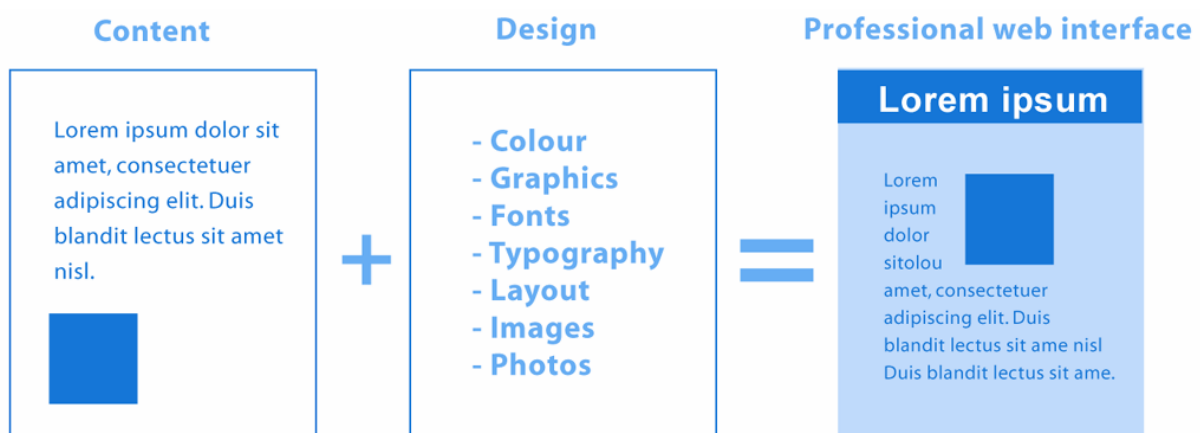 Content
Lorem ipsum dolor sit
amet, consectetuer
adipiscing elit. Duis
blandit lectus sit amet
nisl.
+
Design
- Colour
- Graphics
- Fonts
- Typography
- Layout
- Images
- Photos
=
Professional web interface
Lorem ipsum
Lorem
ipsum
dolor
sitolou
amet, consectetuer
adipiscing elit. Duis
blandit lectus sit ame nisl
Duis blandit lectus sit ame.